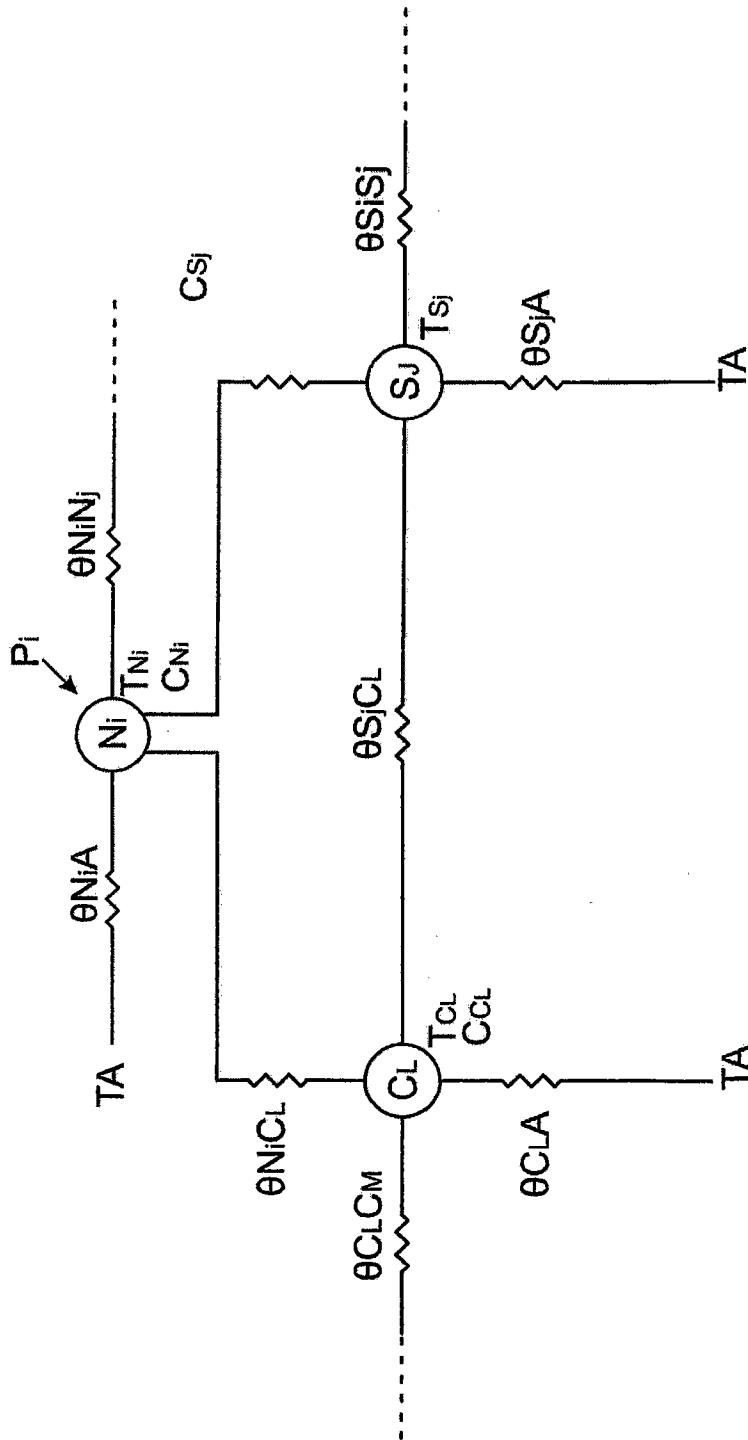 Pi
θNiA
θNiNj
Ni
TA
TNi
CNi
CSj
θNiCL
θCLCM
θSjCL
θSiSj
CL
SJ
TCL
CCL
TSj
θCLA
θSjA
TA
TA